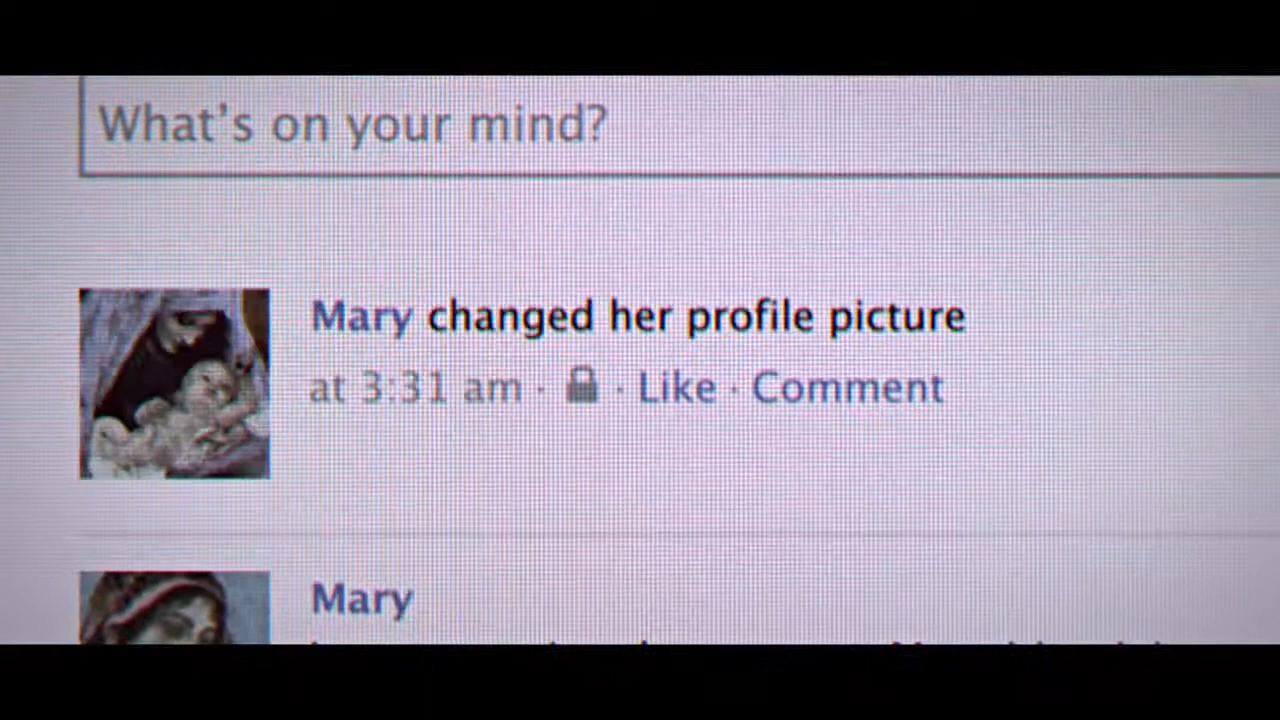 What's on your mind?
Mary changed her profile picture
at 3:31 am · · Like · Comment
Mary